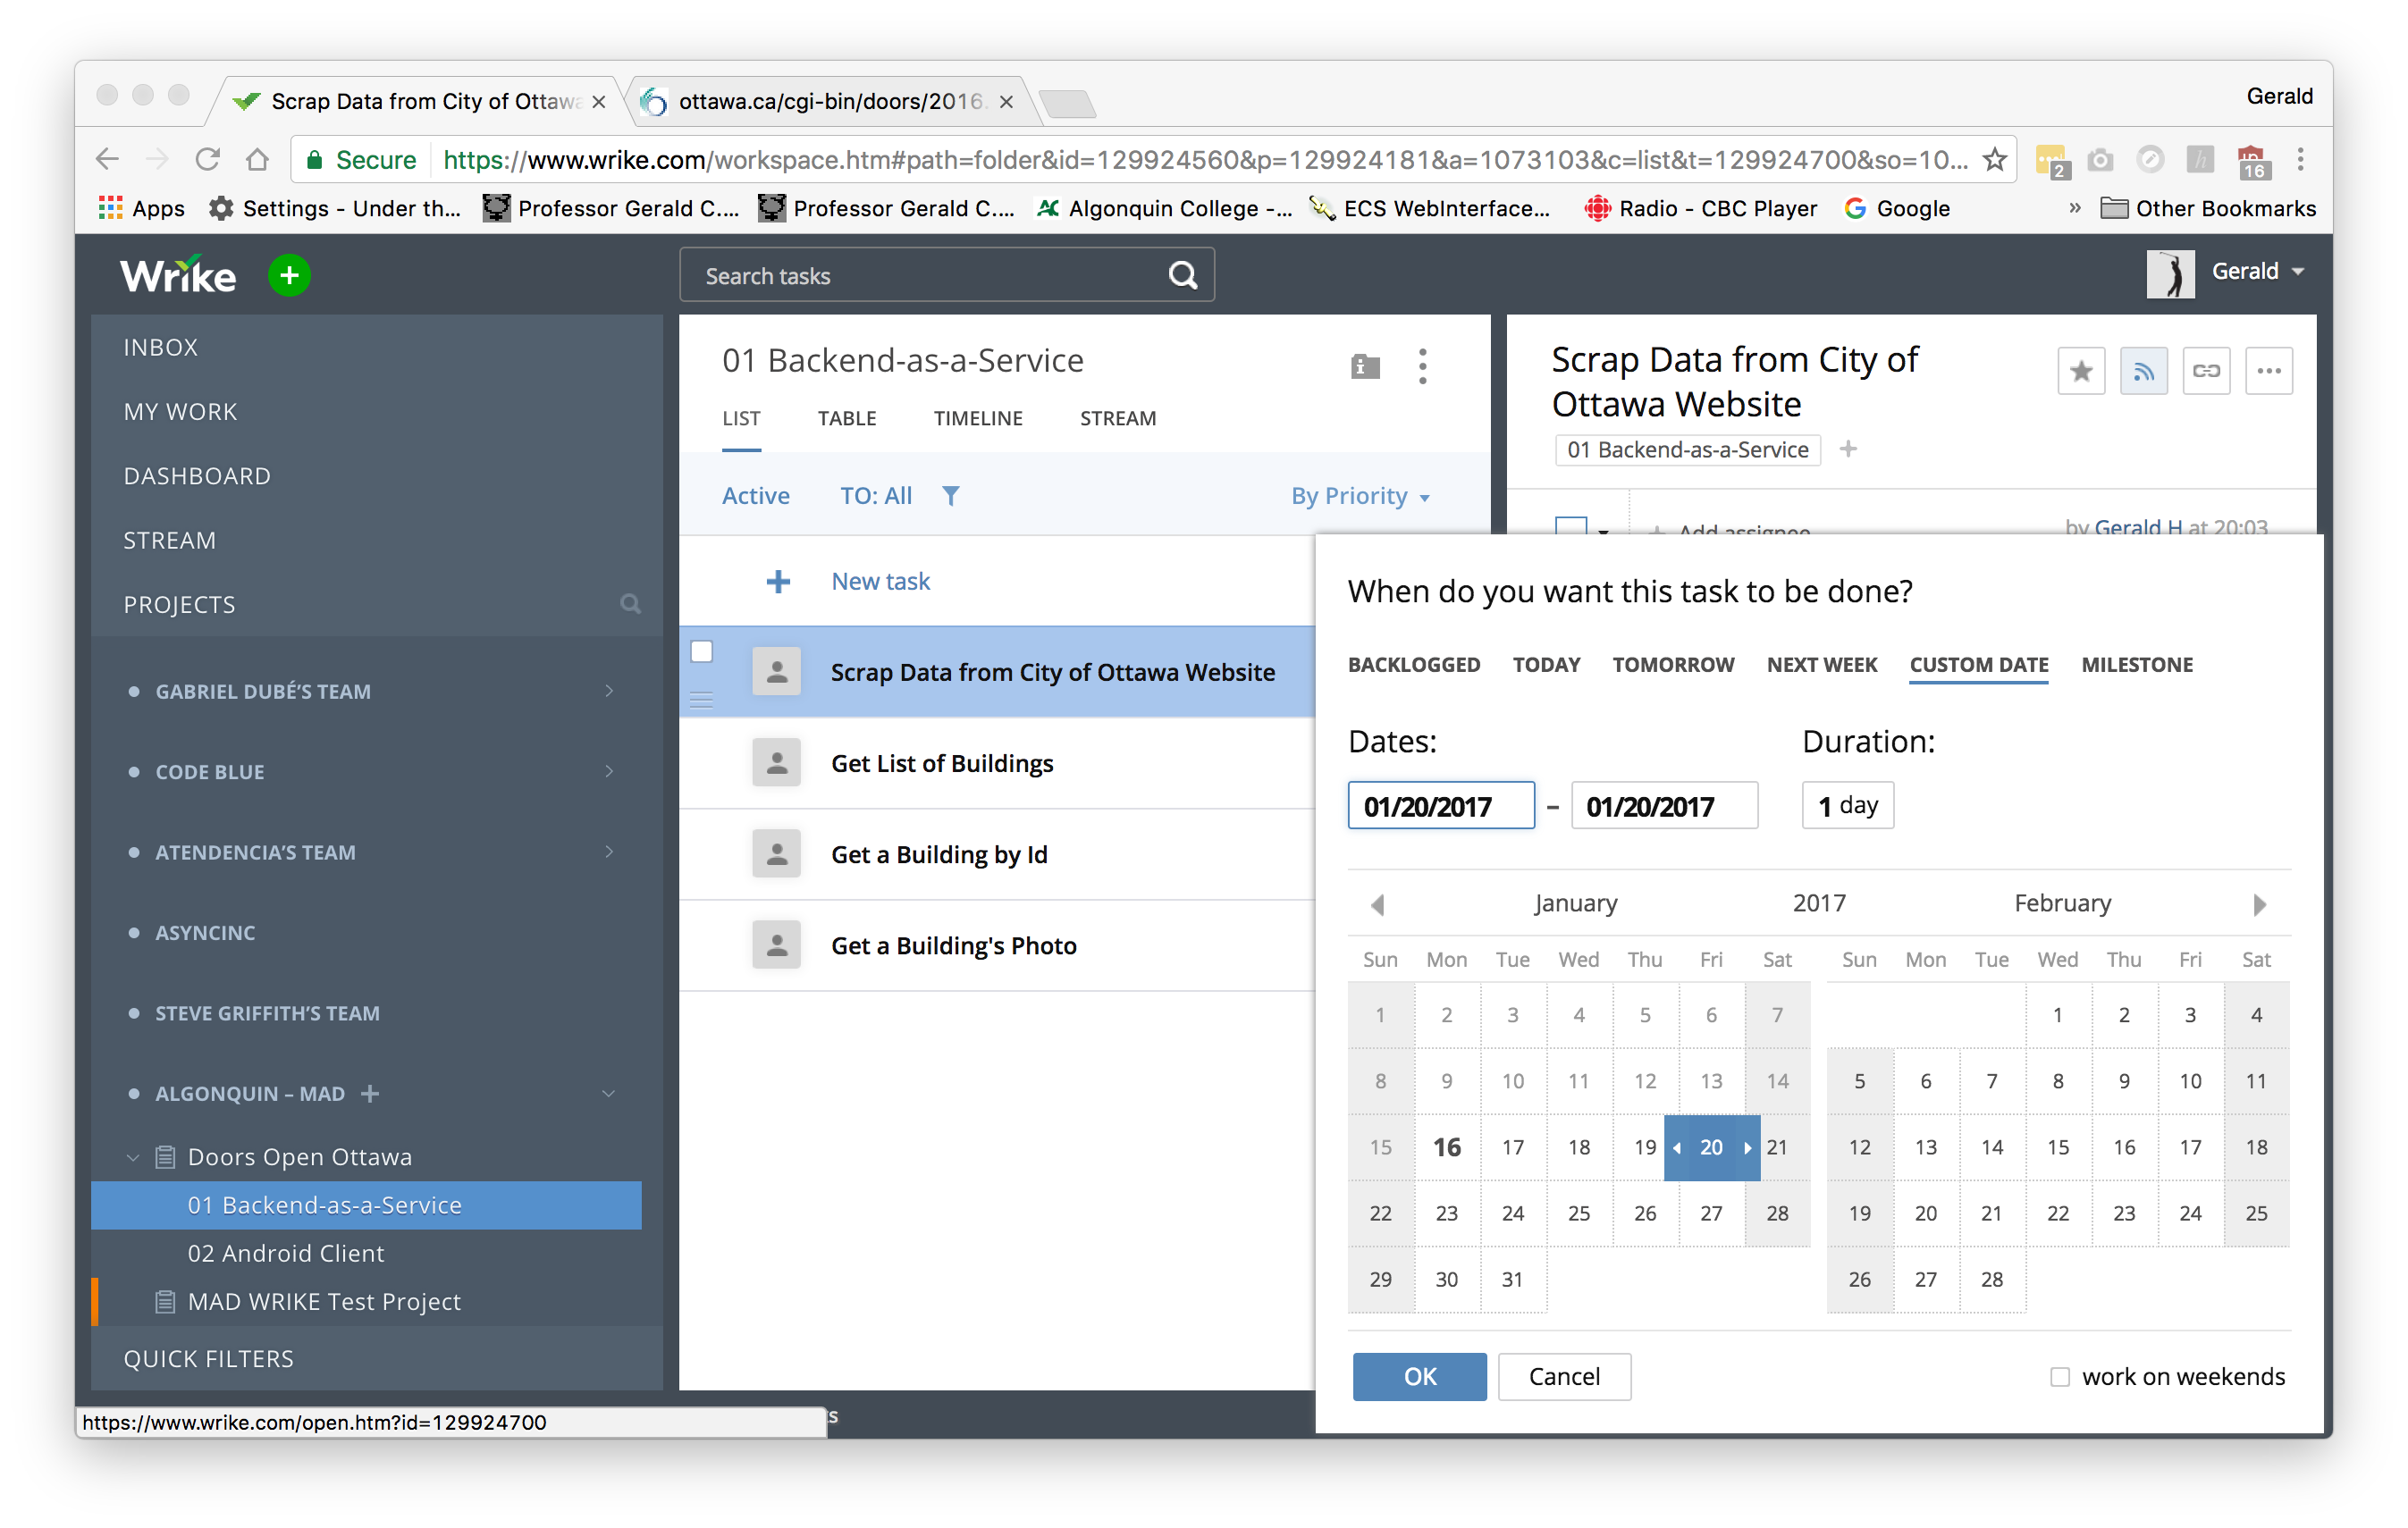 Scrap Data from City of Ottawa
ottawa.ca/cgi-bin/doors/2016.
Gerald
Secure https://www.wrike.com/workspace.htm#path=folder&id=129924560&p=129924181&a=1073103&c=list&t=129924700&so=10...
2
16
Apps Settings - Under th... Professor Gerald C.... Professor Gerald C.... Algonquin College -... ECS WebInterface... Radio - CBC Player Google » Other Bookmarks
Wrike
Search tasks
Gerald
INBOX
MY WORK
DASHBOARD
STREAM
PROJECTS
GABRIEL DUBÉ’S TEAM
CODE BLUE
ATENDENCIA’S TEAM
ASYNCINC
STEVE GRIFFITH’S TEAM
ALGONQUIN – MAD
Doors Open Ottawa
01 Backend-as-a-Service
02 Android Client
MAD WRIKE Test Project
QUICK FILTERS
https://www.wrike.com/open.htm?id=129924700
01 Backend-as-a-Service
LIST TABLE TIMELINE STREAM
Active TO: All By Priority
New task
Scrap Data from City of Ottawa Website
Get List of Buildings
Get a Building by Id
Get a Building's Photo
Scrap Data from City of
Ottawa Website
01 Backend-as-a-Service
Add assignee by Gerald H at 20:03
When do you want this task to be done?
BACKLOGGED TODAY TOMORROW NEXT WEEK CUSTOM DATE MILESTONE
Dates: Duration:
01/20/2017 – 01/20/2017 1 day
January 2017 February
Sun Mon Tue Wed Thu Fri Sat Sun Mon Tue Wed Thu Fri Sat
1 2 3 4 5 6 7 1 2 3 4
8 9 10 11 12 13 14 5 6 7 8 9 10 11
15 16 17 18 19 20 21 12 13 14 15 16 17 18
22 23 24 25 26 27 28 19 20 21 22 23 24 25
29 30 31 26 27 28
OK Cancel work on weekends